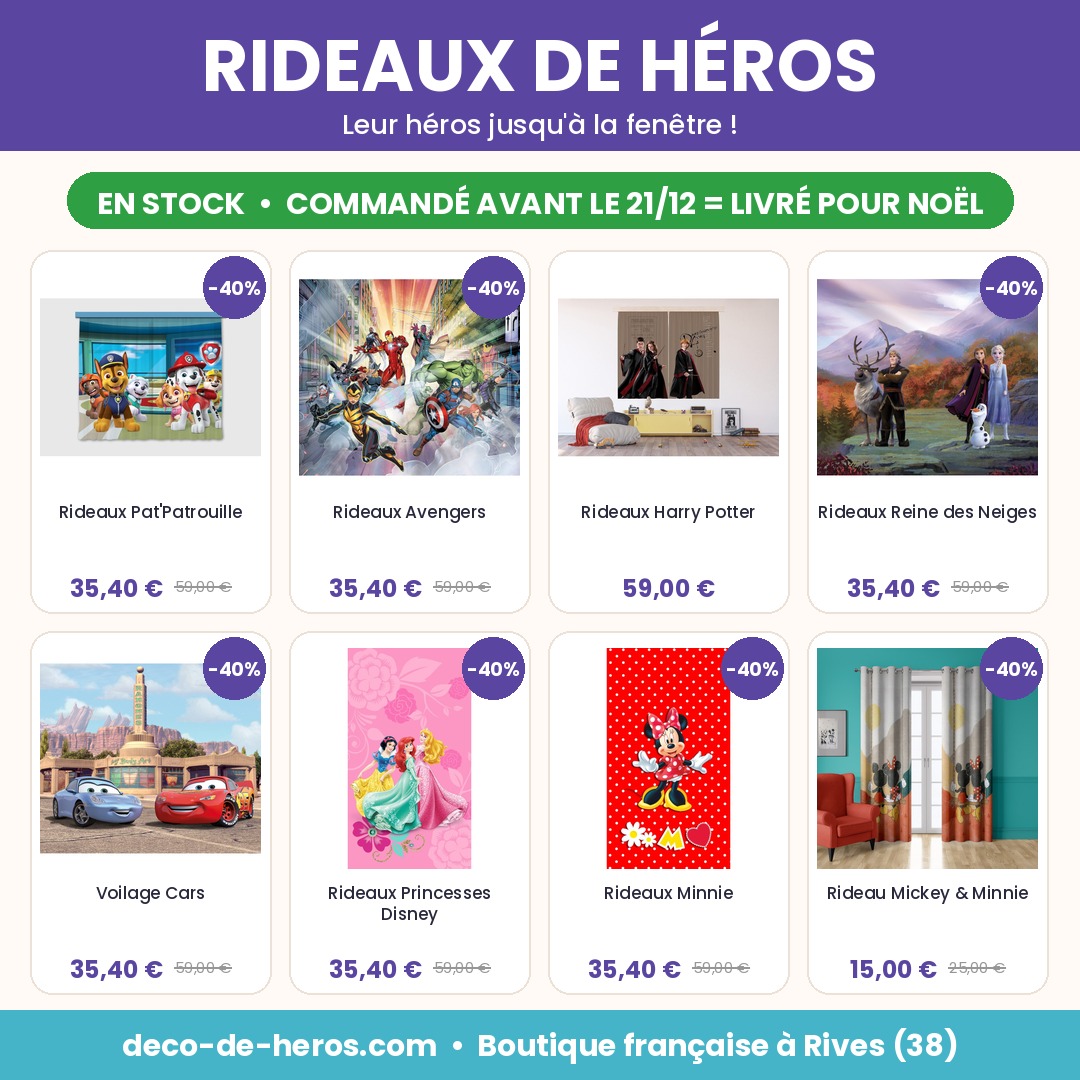 RIDEAUX DE HÉROS
Leur héros jusqu'à la fenêtre !
EN STOCK • COMMANDÉ AVANT LE 21/12 = LIVRÉ POUR NOËL
-40%
Rideaux Pat'Patrouille
35,40 € 59,00 €
-40%
Rideaux Avengers
35,40 € 59,00 €
Rideaux Harry Potter
59,00 €
-40%
Rideaux Reine des Neiges
35,40 € 59,00 €
-40%
Voilage Cars
35,40 € 59,00 €
-40%
Rideaux Princesses
Disney
35,40 € 59,00 €
-40%
M
Rideaux Minnie
35,40 € 59,00 €
-40%
Rideau Mickey & Minnie
15,00 € 25,00 €
deco-de-heros.com • Boutique française à Rives (38)